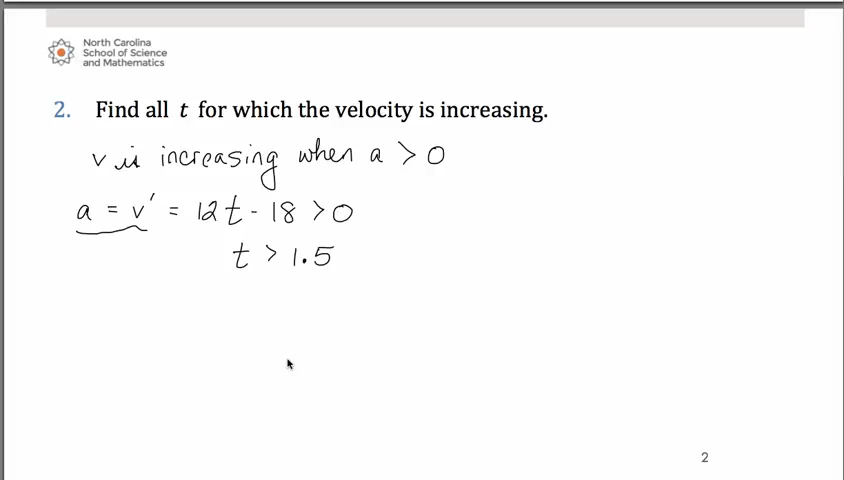 North Carolina
School of Science
and Mathematics
2. Find all t for which the velocity is increasing.
v is increasing when a > 0
a = v' = 12t - 18 > 0
t > 1.5
2